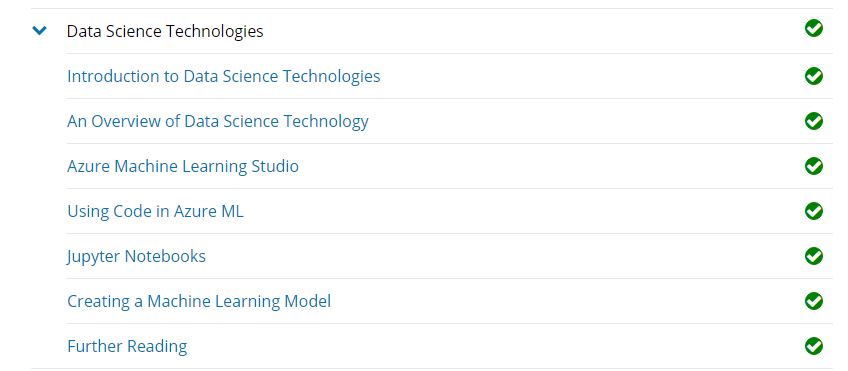 Data Science Technologies
Introduction to Data Science Technologies
An Overview of Data Science Technology
Azure Machine Learning Studio
Using Code in Azure ML
Jupyter Notebooks
Creating a Machine Learning Model
Further Reading